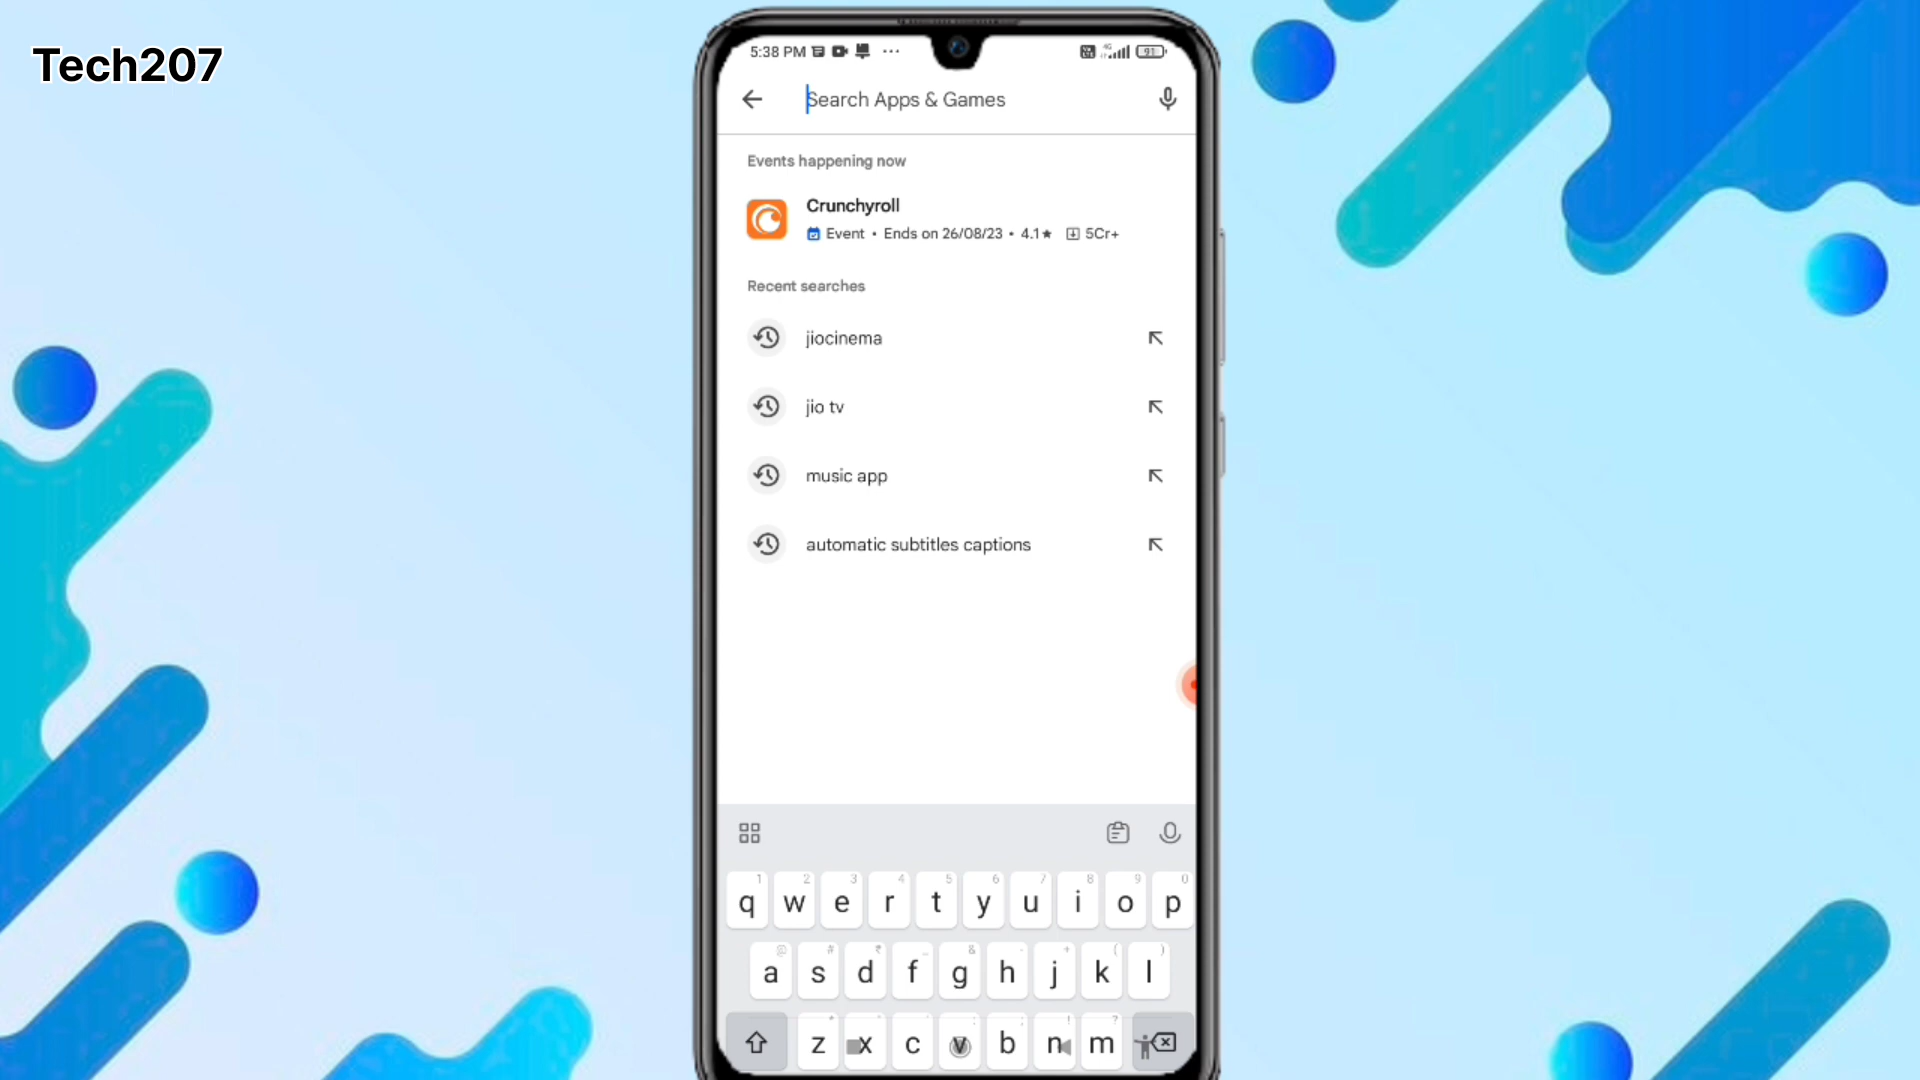 Tech207
5:38 PM
4G
91
Search Apps & Games
Events happening now
Crunchyroll
Event • Ends on 26/08/23 • 4.1★ 5Cr+
Recent searches
jiocinema
jio tv
music app
automatic subtitles captions
1 2 3 4 5 6 7 8 9 0
q w e r t y u i o p
@ # ₹ _ & - + ( )
a s d f g h j k l
* " ' : ; ! ?
z x c v b n m